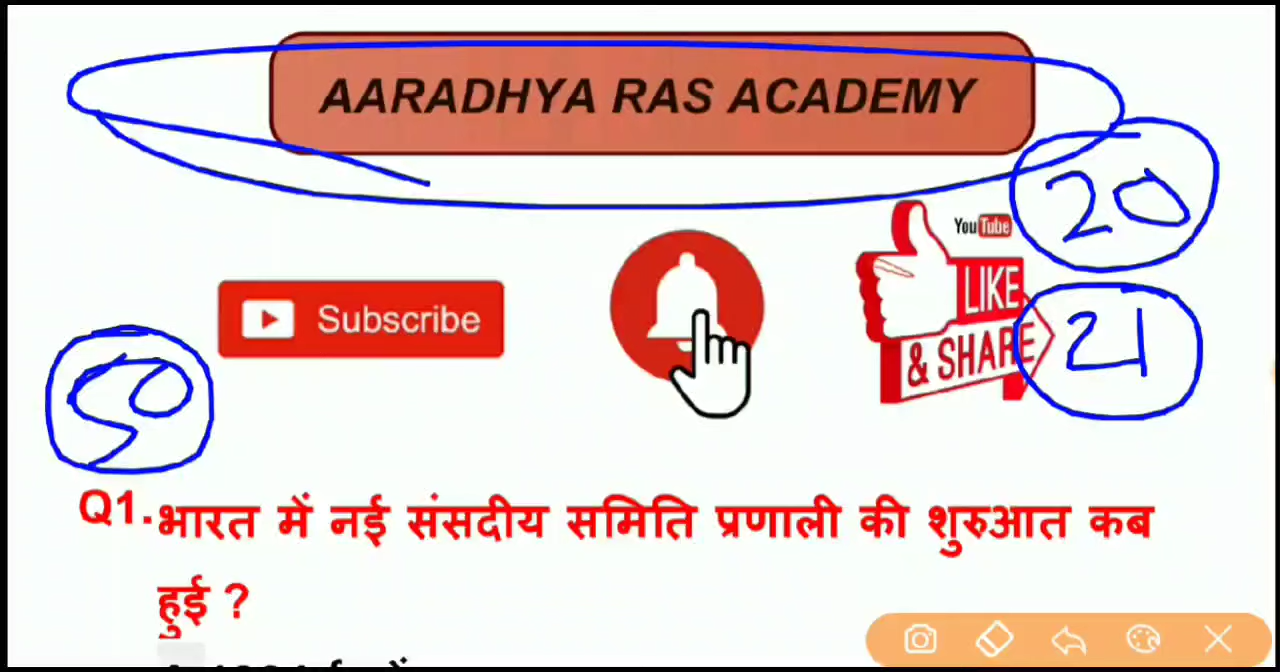 AARADHYA RAS ACADEMY
20
YouTube
Subscribe
LIKE
& SHARE
21
50
Q1. भारत में नई संसदीय समिति प्रणाली की शुरुआत कब
हुई ?